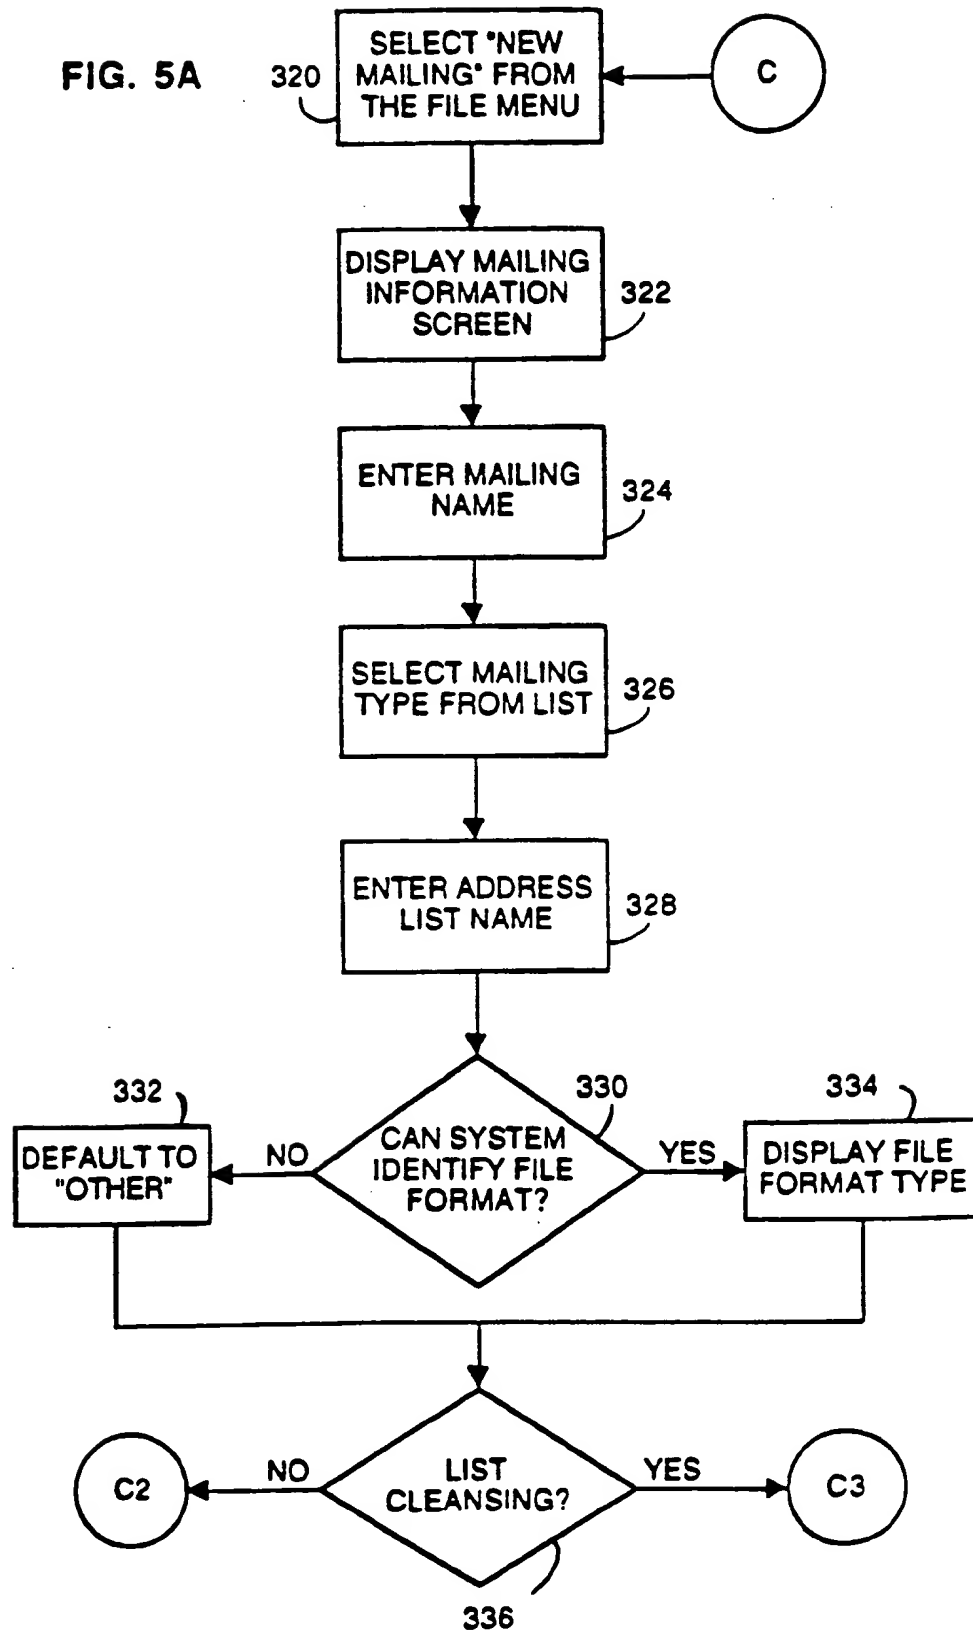 FIG. 5A
320
SELECT "NEW
MAILING" FROM
THE FILE MENU
C
DISPLAY MAILING
INFORMATION
SCREEN
322
ENTER MAILING
NAME
324
SELECT MAILING
TYPE FROM LIST
326
ENTER ADDRESS
LIST NAME
328
332
DEFAULT TO
"OTHER"
NO
330
CAN SYSTEM
IDENTIFY FILE
FORMAT?
YES
334
DISPLAY FILE
FORMAT TYPE
C2
NO
LIST
CLEANSING?
YES
C3
336